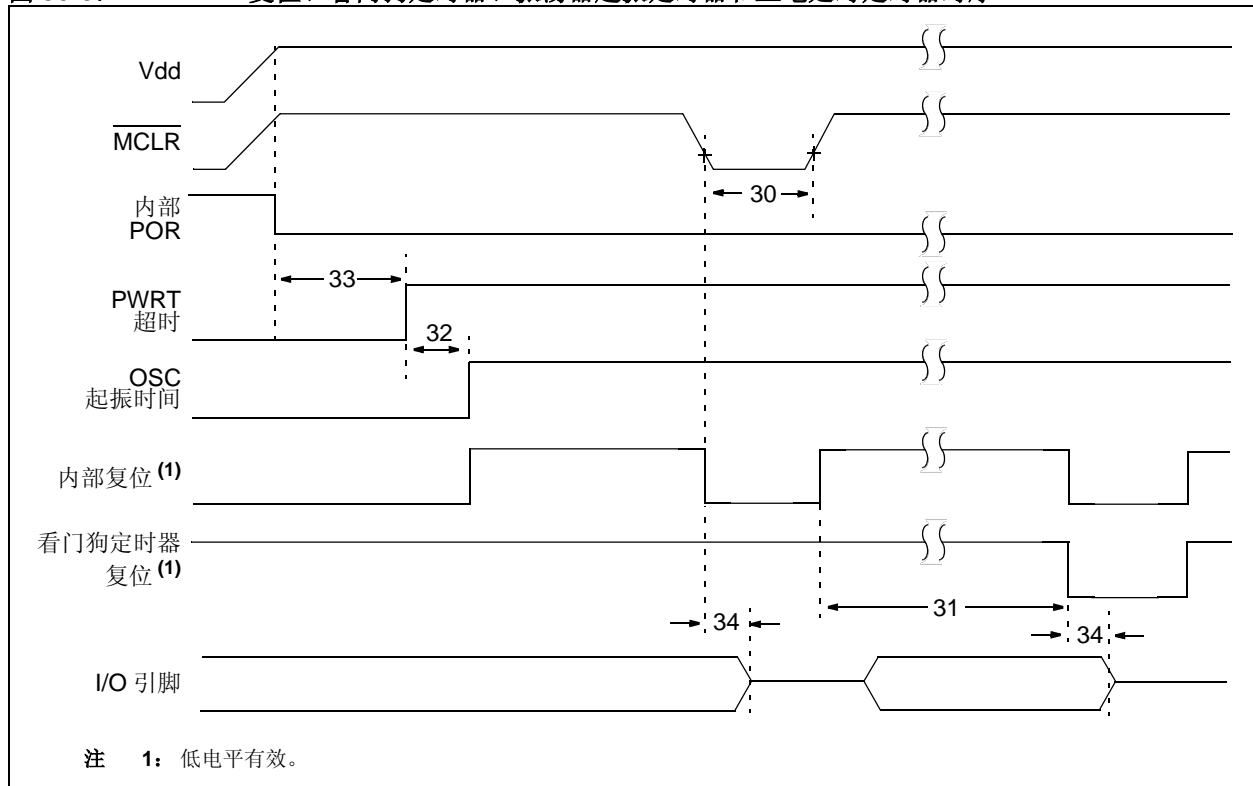 Vdd
MCLR
30
内部
POR
33
PWRT
超时
32
OSC
起振时间
内部复位 (1)
看门狗定时器
复位 (1)
31
34
34
I/O 引脚
注 1: 低电平有效。